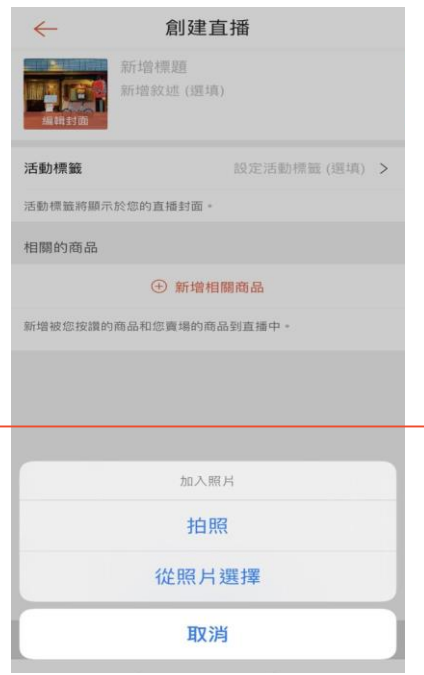 創建直播
新增標題
新增敘述 (選填)
編輯封面
活動標籤
設定活動標籤 (選填) >
活動標籤將顯示於您的直播封面。
相關的商品
新增相關商品
新增被您按讚的商品和您賣場的商品到直播中。
加入照片
拍照
從照片選擇
取消